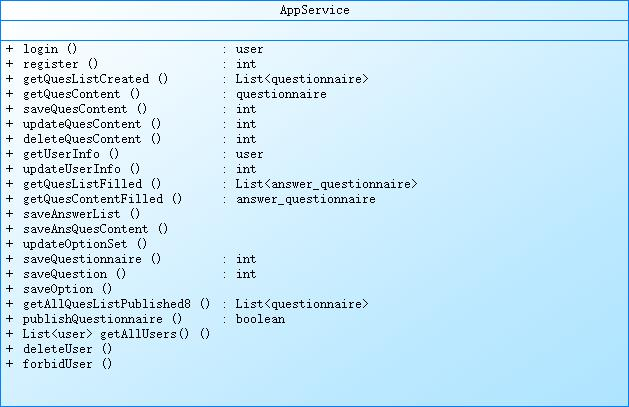 AppService
+ login () : user
+ register () : int
+ getQuesListCreated () : List<questionnaire>
+ getQuesContent () : questionnaire
+ saveQuesContent () : int
+ updateQuesContent () : int
+ deleteQuesContent () : int
+ getUserInfo () : user
+ updateUserInfo () : int
+ getQuesListFilled () : List<answer_questionnaire>
+ getQuesContentFilled () : answer_questionnaire
+ saveAnswerList ()
+ saveAnsQuesContent ()
+ updateOptionSet ()
+ saveQuestionnaire () : int
+ saveQuestion () : int
+ saveOption ()
+ getAllQuesListPublished8 () : List<questionnaire>
+ publishQuestionnaire () : boolean
+ List<user> getAllUsers() ()
+ deleteUser ()
+ forbidUser ()